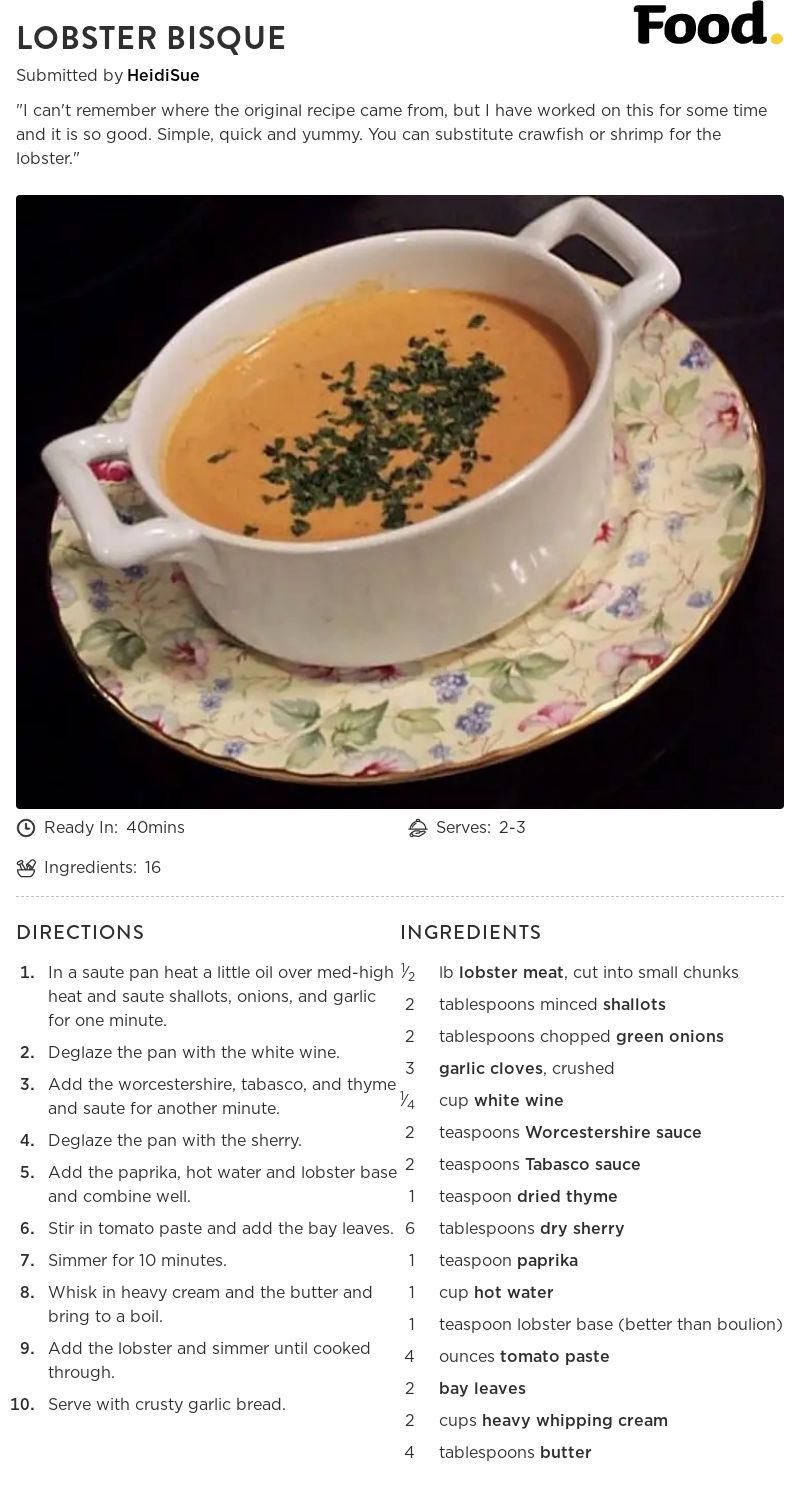 LOBSTER BISQUE
Food.
Submitted by HeidiSue
"I can't remember where the original recipe came from, but I have worked on this for some time
and it is so good. Simple, quick and yummy. You can substitute crawfish or shrimp for the
lobster."
Ready In: 40mins
Serves: 2-3
Ingredients: 16
DIRECTIONS
1. In a saute pan heat a little oil over med-high
heat and saute shallots, onions, and garlic
for one minute.
2. Deglaze the pan with the white wine.
3. Add the worcestershire, tabasco, and thyme
and saute for another minute.
4. Deglaze the pan with the sherry.
5. Add the paprika, hot water and lobster base
and combine well.
6. Stir in tomato paste and add the bay leaves.
7. Simmer for 10 minutes.
8. Whisk in heavy cream and the butter and
bring to a boil.
9. Add the lobster and simmer until cooked
through.
10. Serve with crusty garlic bread.
INGREDIENTS
1⁄2 lb lobster meat, cut into small chunks
2 tablespoons minced shallots
2 tablespoons chopped green onions
3 garlic cloves, crushed
1⁄4 cup white wine
2 teaspoons Worcestershire sauce
2 teaspoons Tabasco sauce
1 teaspoon dried thyme
6 tablespoons dry sherry
1 teaspoon paprika
1 cup hot water
1 teaspoon lobster base (better than boulion)
4 ounces tomato paste
2 bay leaves
2 cups heavy whipping cream
4 tablespoons butter